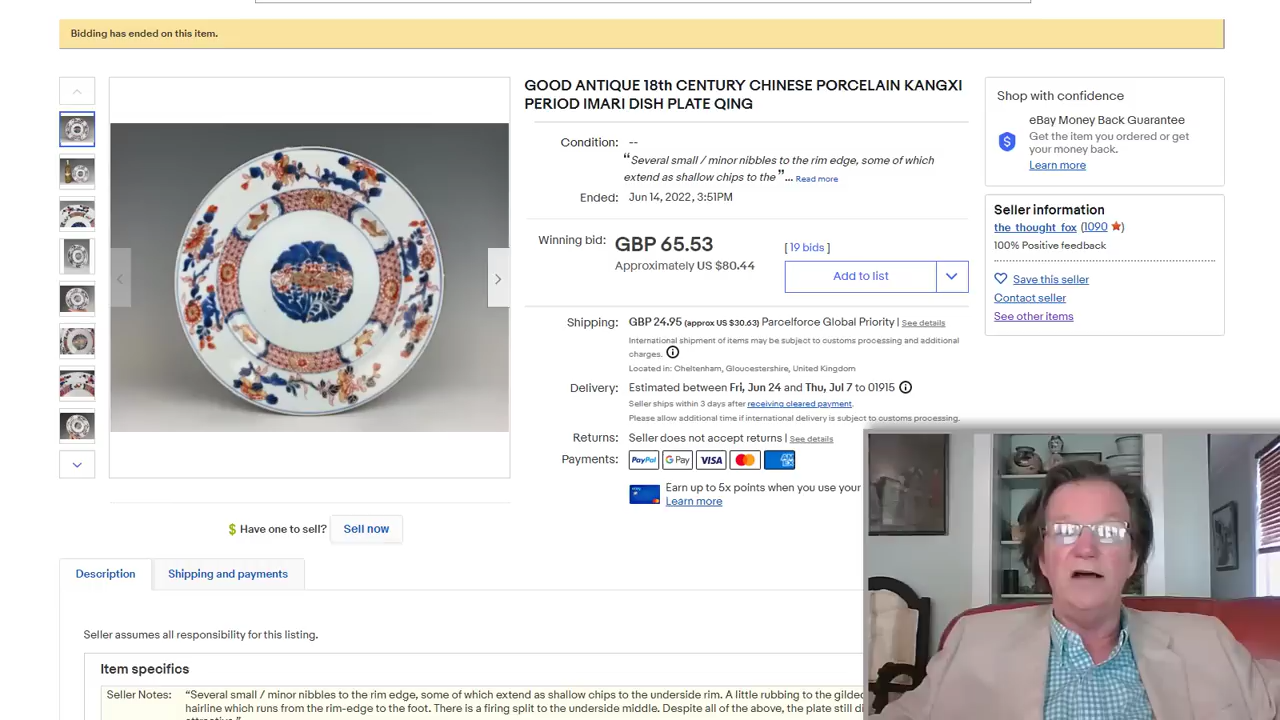 Bidding has ended on this item.
GOOD ANTIQUE 18th CENTURY CHINESE PORCELAIN KANGXI
PERIOD IMARI DISH PLATE QING
Condition: --
“Several small / minor nibbles to the rim edge, some of which
extend as shallow chips to the ”... Read more
Ended: Jun 14, 2022, 3:51PM
Winning bid: GBP 65.53 [ 19 bids ]
Approximately US $80.44
Add to list
Shipping: GBP 24.95 (approx US $30.63) Parcelforce Global Priority | See details
International shipment of items may be subject to customs processing and additional
charges.
Located in: Cheltenham, Gloucestershire, United Kingdom
Delivery: Estimated between Fri, Jun 24 and Thu, Jul 7 to 01915
Seller ships within 3 days after receiving cleared payment.
Please allow additional time if international delivery is subject to customs processing.
Returns: Seller does not accept returns | See details
Payments: PayPal G Pay VISA
Earn up to 5x points when you use your
Learn more
Shop with confidence
eBay Money Back Guarantee
Get the item you ordered or get
your money back.
Learn more
Seller information
the_thought_fox (1090)
100% Positive feedback
Save this seller
Contact seller
See other items
$ Have one to sell? Sell now
Description
Shipping and payments
Seller assumes all responsibility for this listing.
Item specifics
Seller Notes: “Several small / minor nibbles to the rim edge, some of which extend as shallow chips to the underside rim. A little rubbing to the gilded
hairline which runs from the rim-edge to the foot. There is a firing split to the underside middle. Despite all of the above, the plate still